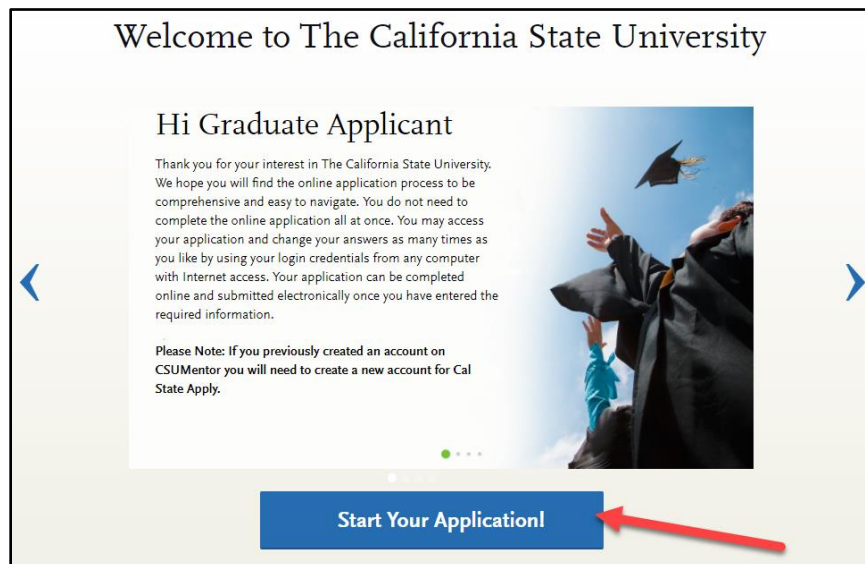 Welcome to The California State University
Hi Graduate Applicant
Thank you for your interest in The California State University.
We hope you will find the online application process to be
comprehensive and easy to navigate. You do not need to
complete the online application all at once. You may access
your application and change your answers as many times as
you like by using your login credentials from any computer
with Internet access. Your application can be completed
online and submitted electronically once you have entered the
required information.
Please Note: If you previously created an account on
CSUMentor you will need to create a new account for Cal
State Apply.
Start Your Application!